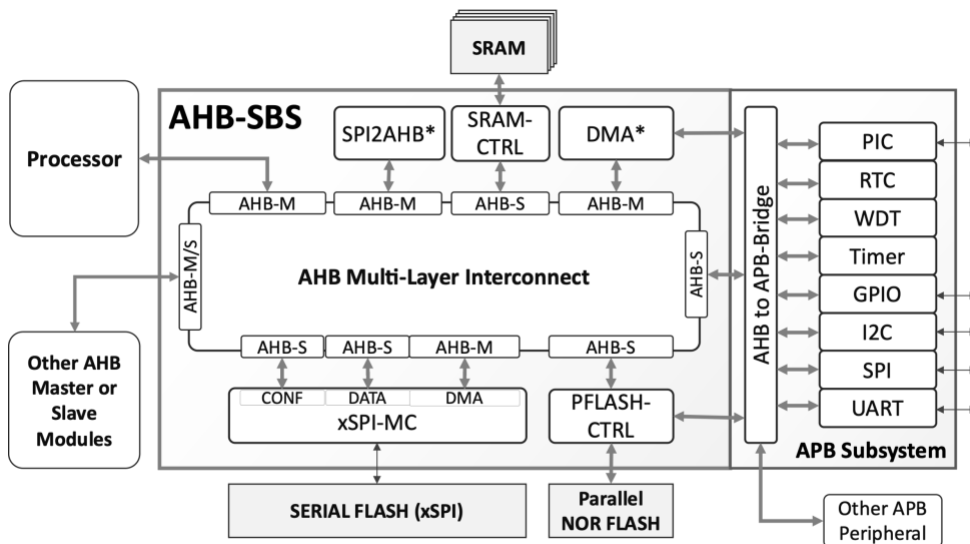 SRAM
AHB-SBS
Processor
SPI2AHB*
SRAM-
CTRL
DMA*
AHB-M
AHB-M
AHB-S
AHB-M
AHB-M/S
AHB Multi-Layer Interconnect
AHB-S
AHB-S
AHB-S
AHB-M
AHB-S
CONF
DATA
DMA
xSPI-MC
PFLASH-
CTRL
Other AHB
Master or
Slave
Modules
SERIAL FLASH (xSPI)
Parallel
NOR FLASH
AHB to APB-Bridge
PIC
RTC
WDT
Timer
GPIO
I2C
SPI
UART
APB Subsystem
Other APB
Peripheral